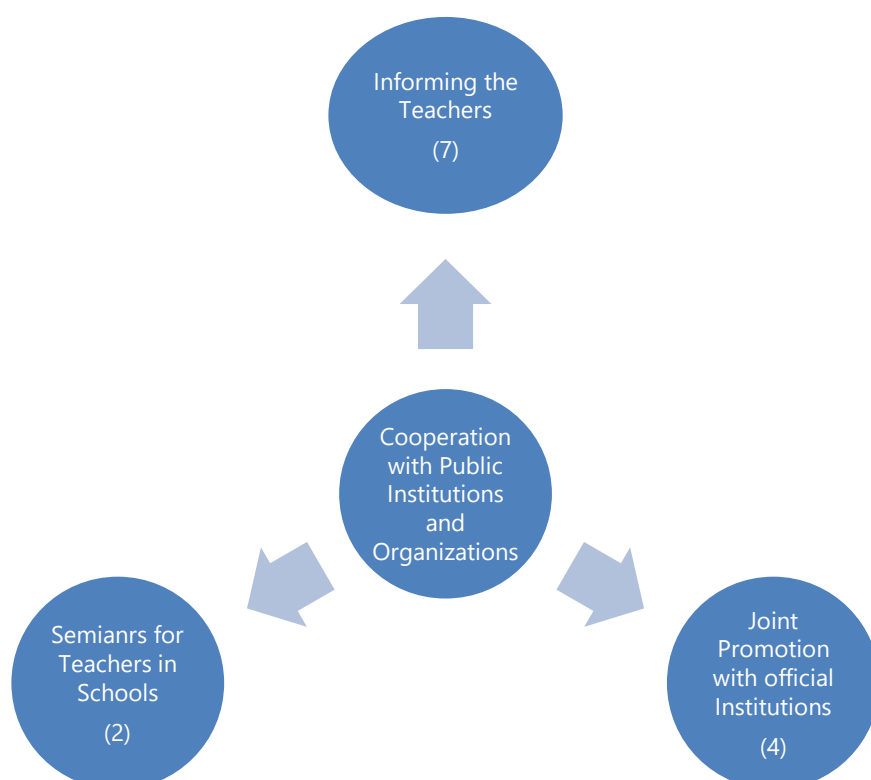 Informing the
Teachers
(7)
Cooperation
with Public
Institutions
and
Organizations
Semianrs for
Teachers in
Schools
(2)
Joint
Promotion
with official
Institutions
(4)